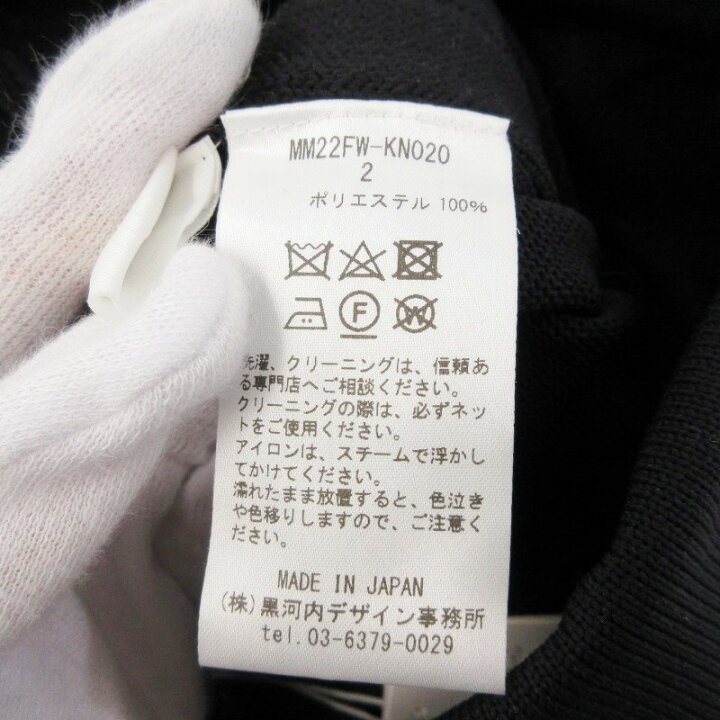 MM22FW-KN020
2
ポリエステル 100%
F
W
洗濯、クリーニングは、信頼あ
る専門店へご相談ください。
クリーニングの際は、必ずネッ
トをご使用ください。
アイロンは、スチームで浮かし
てかけてください。
濡れたまま放置すると、色泣き
や色移りしますので、ご注意く
ださい。
MADE IN JAPAN
(株)黒河内デザイン事務所
tel.03-6379-0029